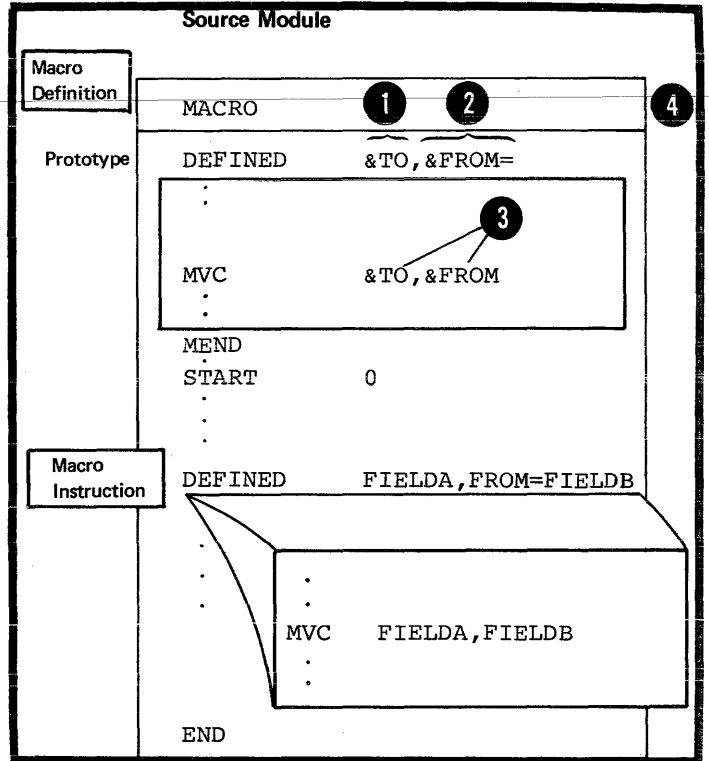 Source Module
Macro
Definition
1 2 4
MACRO
Prototype DEFINED &TO,&FROM=
3
MVC &TO,&FROM
MEND
START 0
Macro
Instruction
DEFINED FIELDA,FROM=FIELDB
MVC FIELDA,FIELDB
END